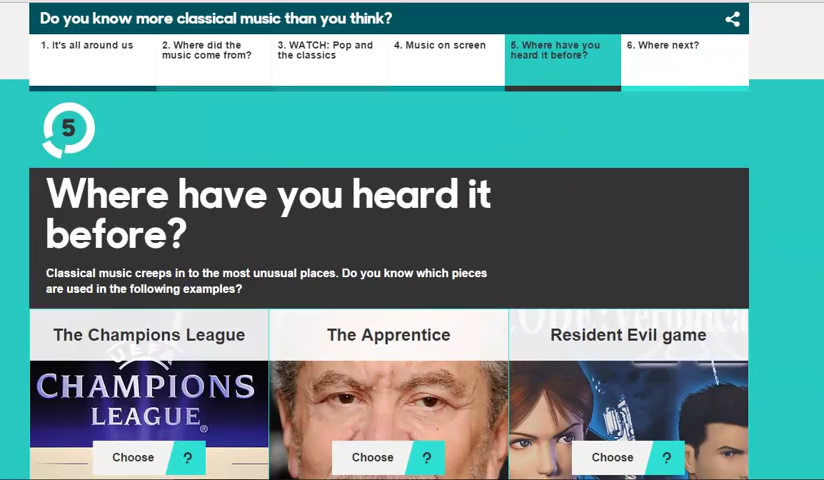 Do you know more classical music than you think?
1. It's all around us
2. Where did the
music come from?
3. WATCH: Pop and
the classics
4. Music on screen
5. Where have you
heard it before?
6. Where next?
5
Where have you heard it
before?
Classical music creeps in to the most unusual places. Do you know which pieces
are used in the following examples?
The Champions League
The Apprentice
Resident Evil game
UEFA
CHAMPIONS
LEAGUE®
Choose ?
Choose ?
Choose ?